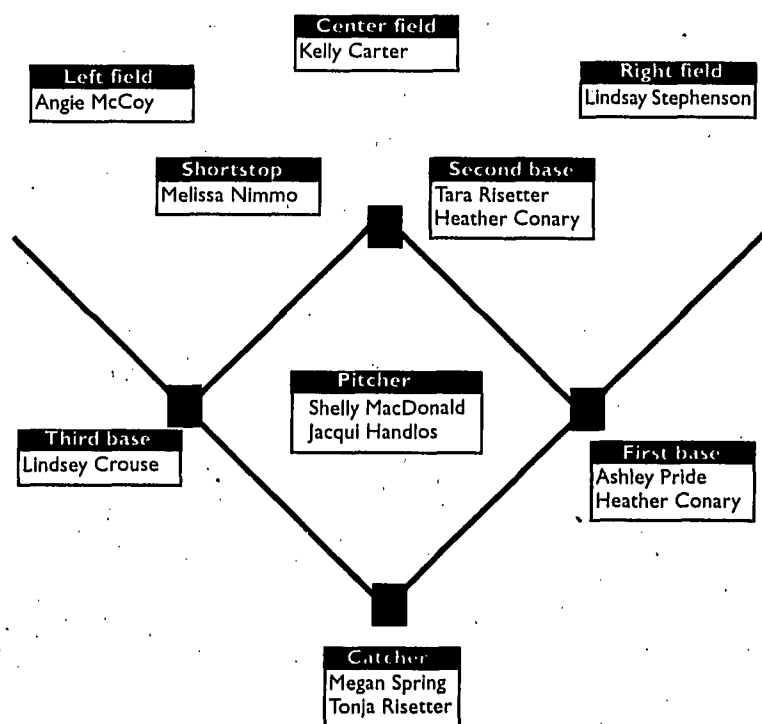 Center field
Kelly Carter
Left field
Angie McCoy
Right field
Lindsay Stephenson
Shortstop
Melissa Nimmo
Second base
Tara Risetter
Heather Conary
Pitcher
Shelly MacDonald
Jacqui Handlos
Third base
Lindsey Crouse
First base
Ashley Pride
Heather Conary
Catcher
Megan Spring
Tonja Risetter